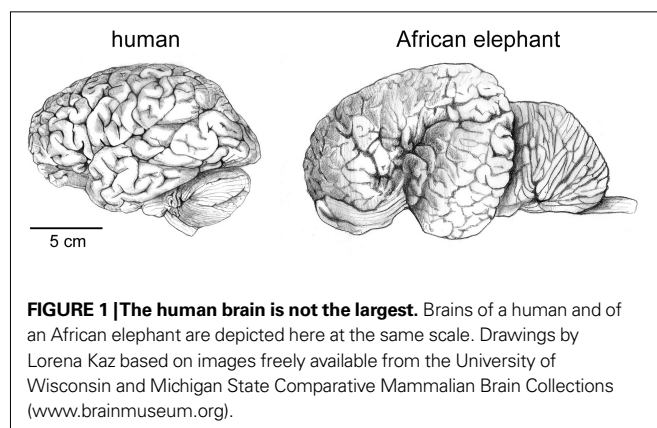 human
African elephant
5 cm
FIGURE 1 | The human brain is not the largest. Brains of a human and of
an African elephant are depicted here at the same scale. Drawings by
Lorena Kaz based on images freely available from the University of
Wisconsin and Michigan State Comparative Mammalian Brain Collections
(www.brainmuseum.org).